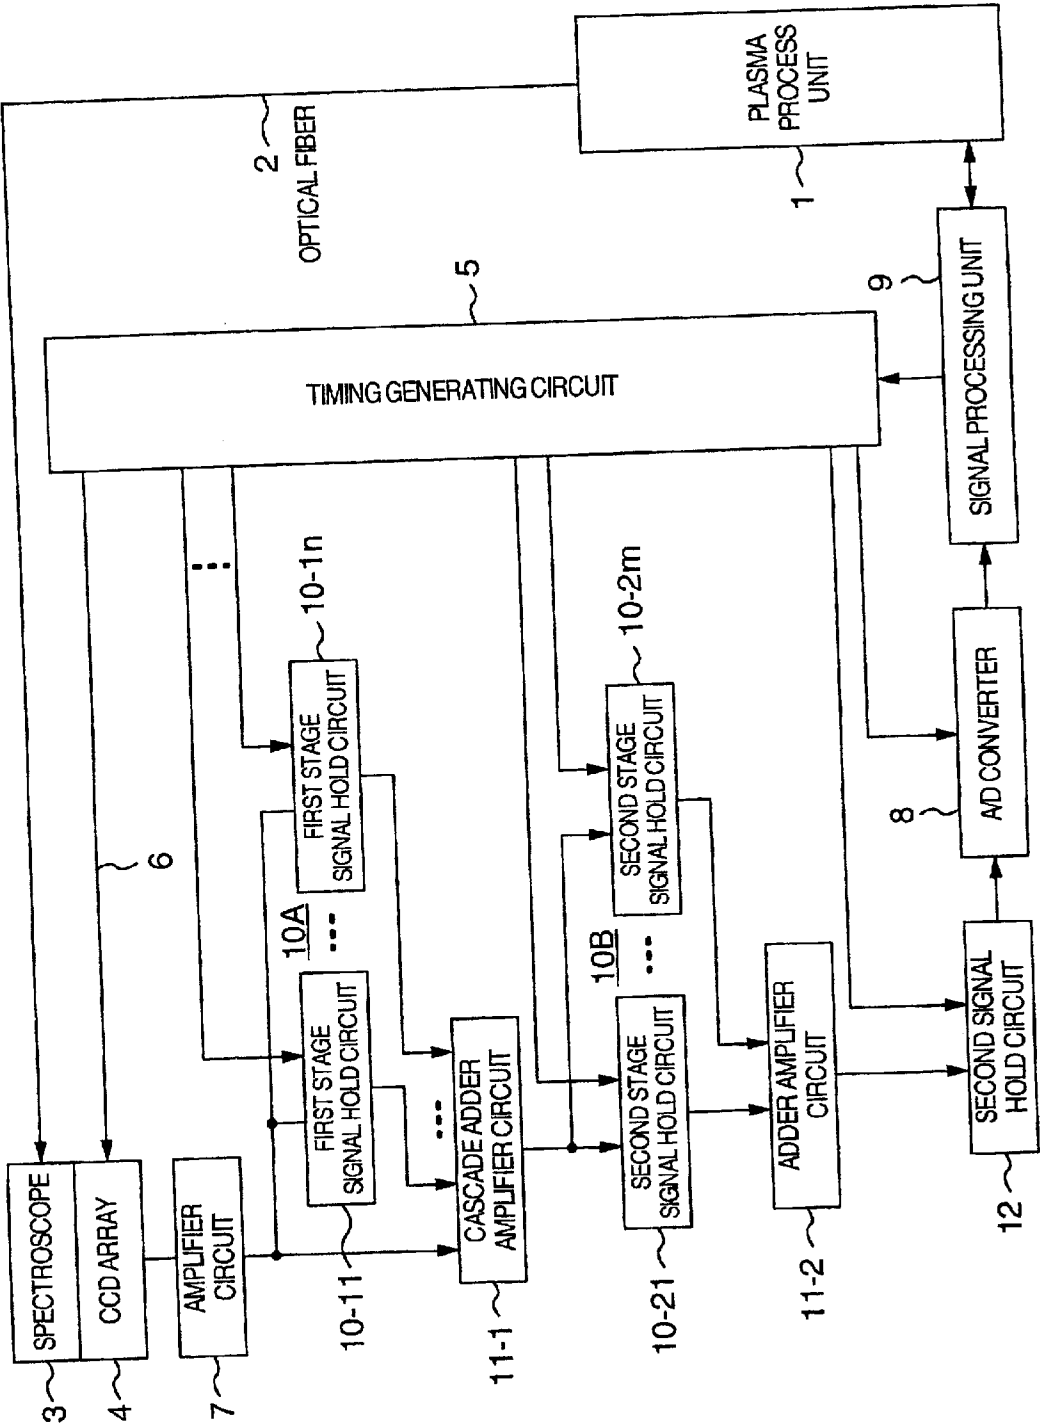 3
SPECTROSCOPE
4
CCD ARRAY
7
AMPLIFIER
CIRCUIT
2
OPTICAL FIBER
6
5
TIMING GENERATING CIRCUIT
10-11
FIRST STAGE
SIGNAL HOLD CIRCUIT
10A
...
FIRST STAGE
SIGNAL HOLD CIRCUIT
10-1n
...
11-1
CASCADE ADDER
AMPLIFIER CIRCUIT
...
10-21
SECOND STAGE
SIGNAL HOLD CIRCUIT
10B
...
SECOND STAGE
SIGNAL HOLD CIRCUIT
10-2m
11-2
ADDER AMPLIFIER
CIRCUIT
12
SECOND SIGNAL
HOLD CIRCUIT
8
A/D CONVERTER
9
SIGNAL PROCESSING UNIT
1
PLASMA
PROCESS
UNIT